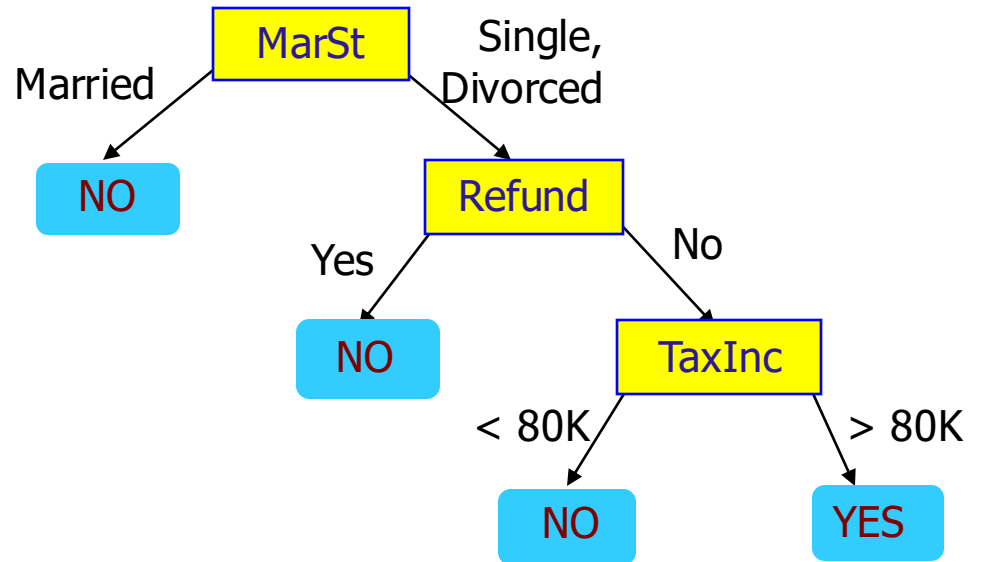 MarSt
Single,
Divorced
Married
NO
Refund
Yes
No
NO
TaxInc
< 80K
> 80K
NO
YES